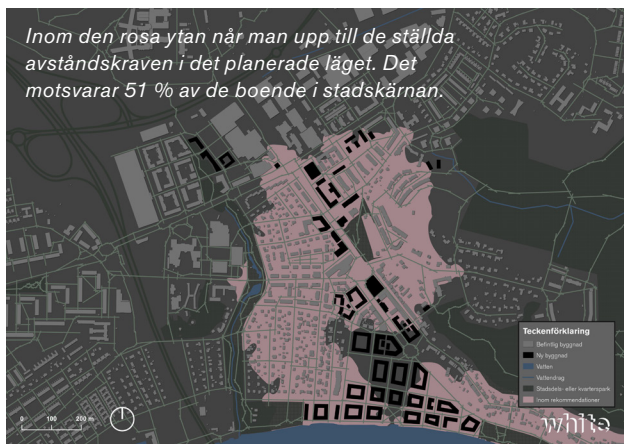 Inom den rosa ytan når man upp till de ställda
avståndskraven i det planerade läget. Det
motsvarar 51 % av de boende i stadskärnan.
Teckenförklaring
Befintlig byggnad
Ny byggnad
Vatten
Vattendrag
Stadsdels- eller kvarterspark
Inom rekommendationer
0 100 200 m
white